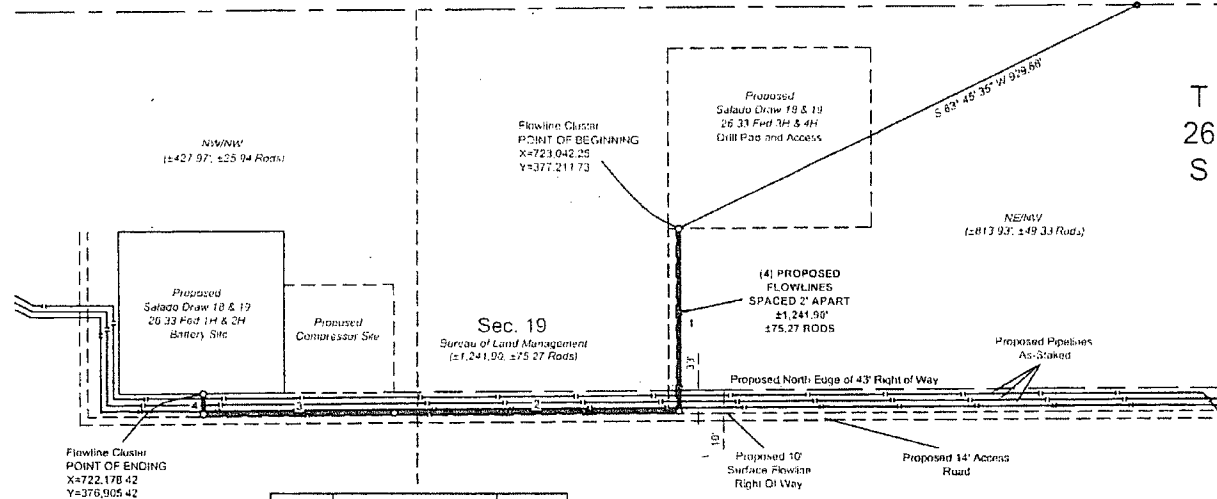 S 63° 45' 35" W 929.68'
T
26
S
Proposed
Salado Draw 18 & 19
26 33 Fed 3H & 4H
Drill Pad and Access
Flowline Cluster
POINT OF BEGINNING
X=723,042.25
Y=377,211.73
NW/NW
(±427.97', ±25.94 Rods)
NE/NW
(±813.93', ±49.33 Rods)
(4) PROPOSED
FLOWLINES
SPACED 2' APART
±1,241.90'
±75.27 RODS
1
Proposed
Salado Draw 18 & 19
26 33 Fed 1H & 2H
Battery Site
Proposed
Compressor Site
Sec. 19
Bureau of Land Management
(±1,241.90, ±75.27 Rods)
Proposed Pipelines
As-Staked
33'
Proposed North Edge of 43' Right of Way
4
3
2
10'
Flowline Cluster
POINT OF ENDING
X=722,178.42
Y=376,905.42
Proposed 10'
Surface Flowline
Right Of Way
Proposed 14' Access
Road